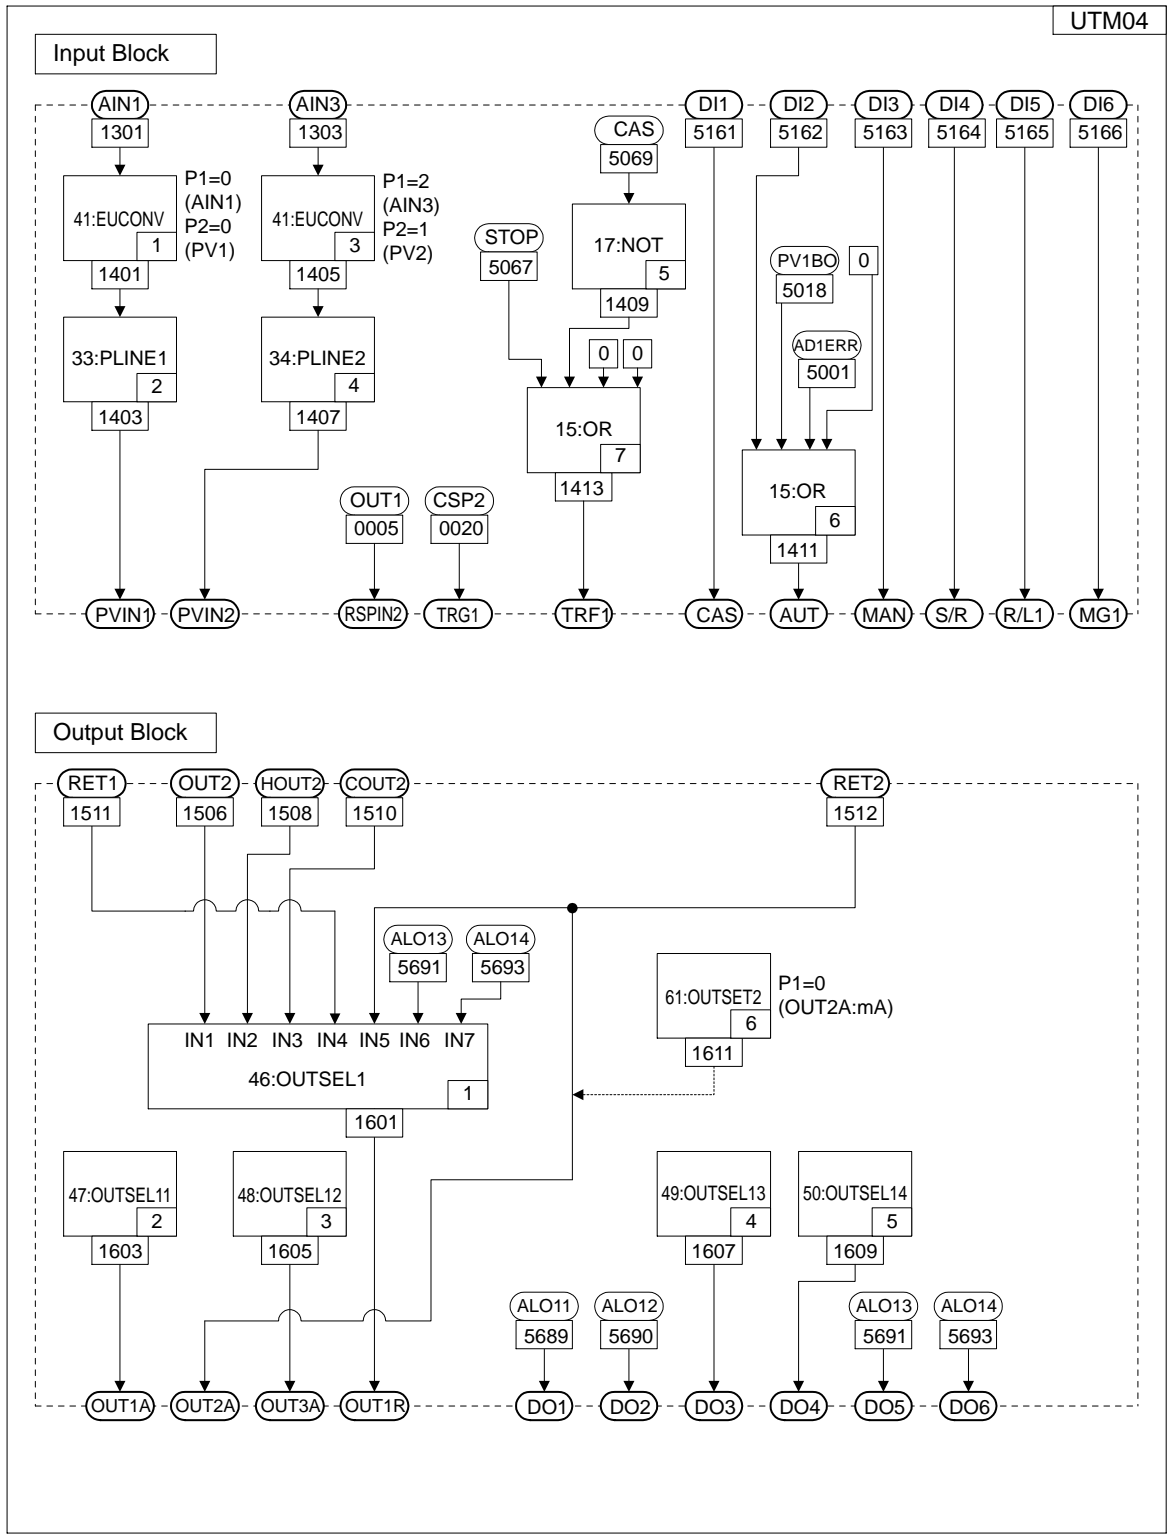 UTM04
Input Block
AIN1 AIN3 DI1 DI2 DI3 DI4 DI5 DI6
1301 1303 CAS 5161 5162 5163 5164 5165 5166
5069
P1=0 P1=2
(AIN1) (AIN3)
41:EUCONV P2=0 41:EUCONV P2=1
1 (PV1) 3 (PV2)
STOP 17:NOT
5067 5
PV1BO 0
1401 1405 5018
1409
33:PLINE1 34:PLINE2 0 0 AD1ERR
2 4 5001
1403 1407
15:OR
7
OUT1 CSP2 1413 15:OR
0005 0020 6
1411
PVIN1 PVIN2 RSPIN2 TRG1 TRF1 CAS AUT MAN S/R R/L1 MG1
Output Block
RET1 OUT2 HOUT2 COUT2 RET2
1511 1506 1508 1510 1512
ALO13 ALO14
5691 5693
61:OUTSET2 P1=0
6 (OUT2A:mA)
IN1 IN2 IN3 IN4 IN5 IN6 IN7
1611
46:OUTSEL1
1
1601
47:OUTSEL11 48:OUTSEL12 49:OUTSEL13 50:OUTSEL14
2 3 4 5
1603 1605 1607 1609
ALO11 ALO12 ALO13 ALO14
5689 5690 5691 5693
OUT1A OUT2A OUT3A OUT1R DO1 DO2 DO3 DO4 DO5 DO6